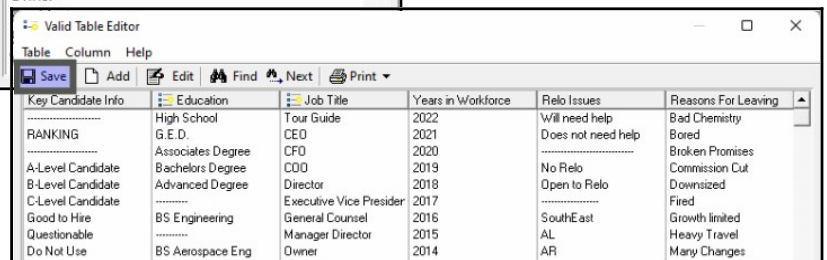 Valid Table Editor
Table Column Help
Save Add Edit Find Next Print
Key Candidate Info Education Job Title Years in Workforce Relo Issues Reasons For Leaving
---------------------- High School Tour Guide 2022 Will need help Bad Chemistry
RANKING G.E.D. CEO 2021 Does not need help Bored
---------------------- Associates Degree CFO 2020 ---------------------------- Broken Promises
A-Level Candidate Bachelors Degree COO 2019 No Relo Commission Cut
B-Level Candidate Advanced Degree Director 2018 Open to Relo Downsized
C-Level Candidate ---------- Executive Vice Presider 2017 ----------------- Fired
Good to Hire BS Engineering General Counsel 2016 SouthEast Growth limited
Questionable ---------- Manager Director 2015 AL Heavy Travel
Do Not Use BS Aerospace Eng Owner 2014 AR Many Changes